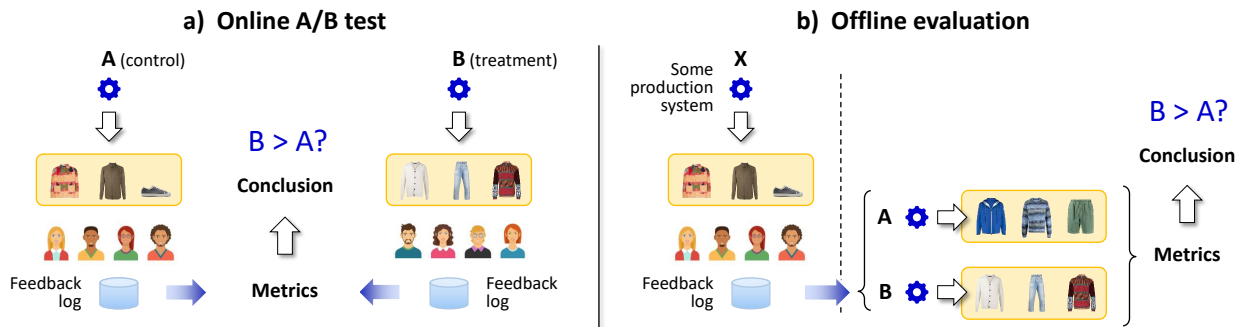 a) Online A/B test
A (control)
B (treatment)
B > A?
Conclusion
Feedback
log
Metrics
Feedback
log
b) Offline evaluation
X
Some
production
system
B > A?
Conclusion
A
Metrics
Feedback
log
B